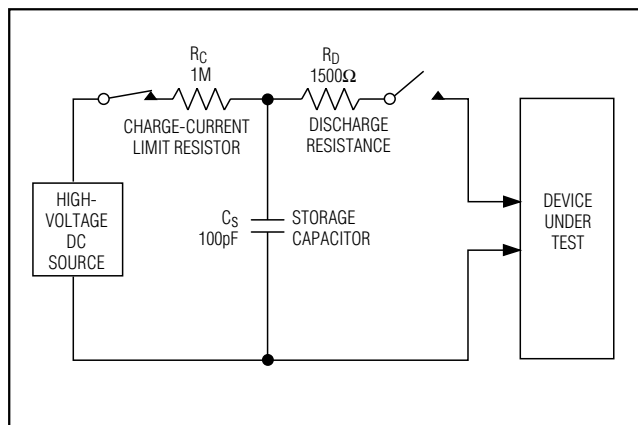 RC
1M
CHARGE-CURRENT
LIMIT RESISTOR
RD
1500Ω
DISCHARGE
RESISTANCE
HIGH-
VOLTAGE
DC
SOURCE
CS
100pF
STORAGE
CAPACITOR
DEVICE
UNDER
TEST